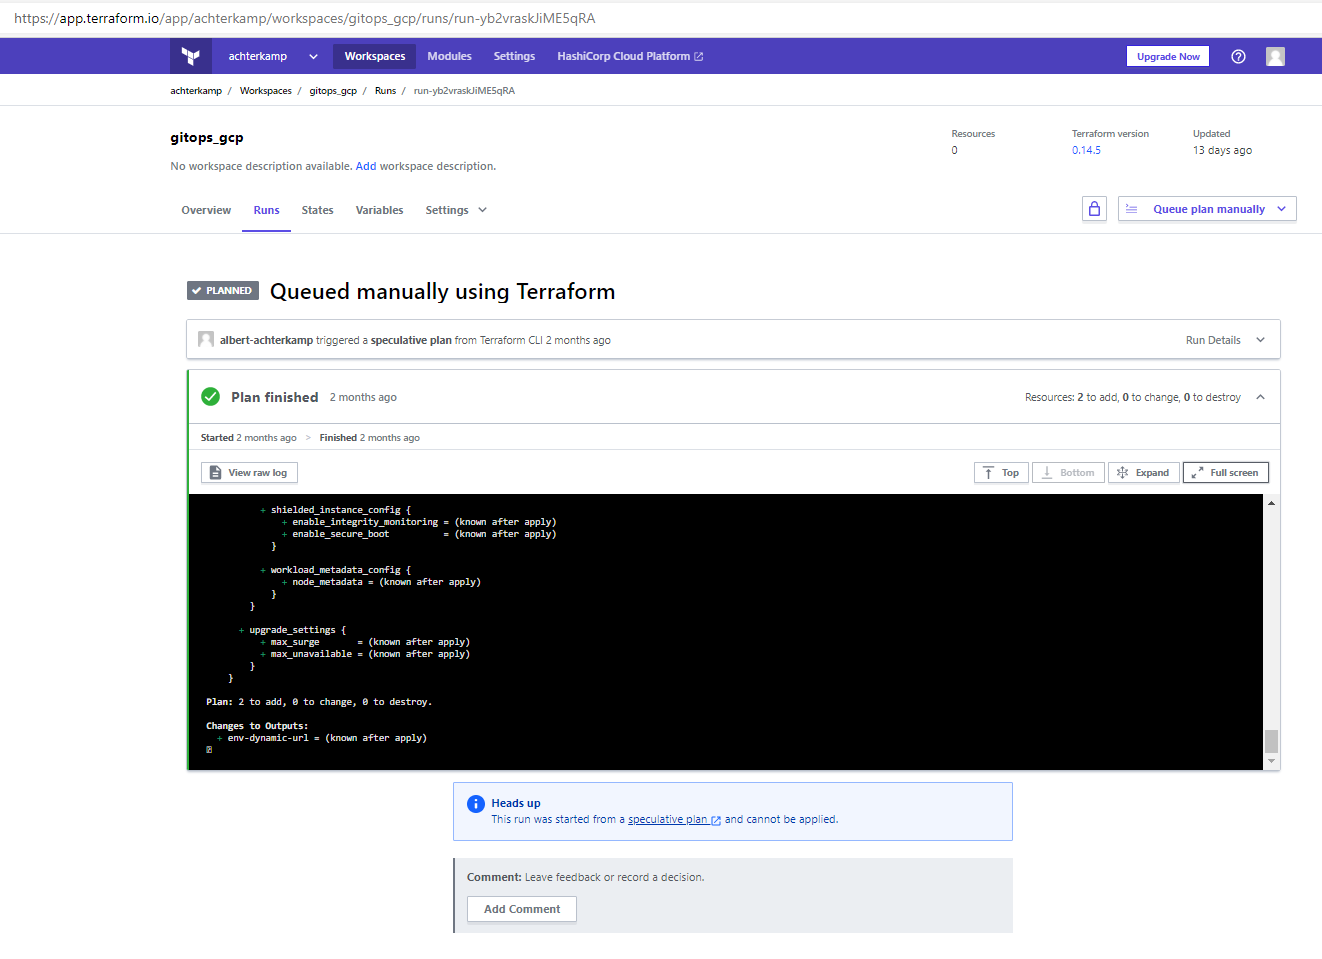 https://app.terraform.io/app/achterkamp/workspaces/gitops_gcp/runs/run-yb2vraskJiME5qRA
achterkamp Workspaces Modules Settings HashiCorp Cloud Platform Upgrade Now
achterkamp / Workspaces / gitops_gcp / Runs / run-yb2vraskJiME5qRA
gitops_gcp
No workspace description available. Add workspace description.
Resources Terraform version Updated
0 0.14.5 13 days ago
Overview Runs States Variables Settings Queue plan manually
PLANNED Queued manually using Terraform
albert-achterkamp triggered a speculative plan from Terraform CLI 2 months ago Run Details
Plan finished 2 months ago Resources: 2 to add, 0 to change, 0 to destroy
Started 2 months ago > Finished 2 months ago
View raw log Top Bottom Expand Full screen
+ shielded_instance_config {
+ enable_integrity_monitoring = (known after apply)
+ enable_secure_boot = (known after apply)
}
+ workload_metadata_config {
+ node_metadata = (known after apply)
}
}
+ upgrade_settings {
+ max_surge = (known after apply)
+ max_unavailable = (known after apply)
}
}
Plan: 2 to add, 0 to change, 0 to destroy.
Changes to Outputs:
+ env-dynamic-url = (known after apply)
Heads up
This run was started from a speculative plan and cannot be applied.
Comment: Leave feedback or record a decision.
Add Comment